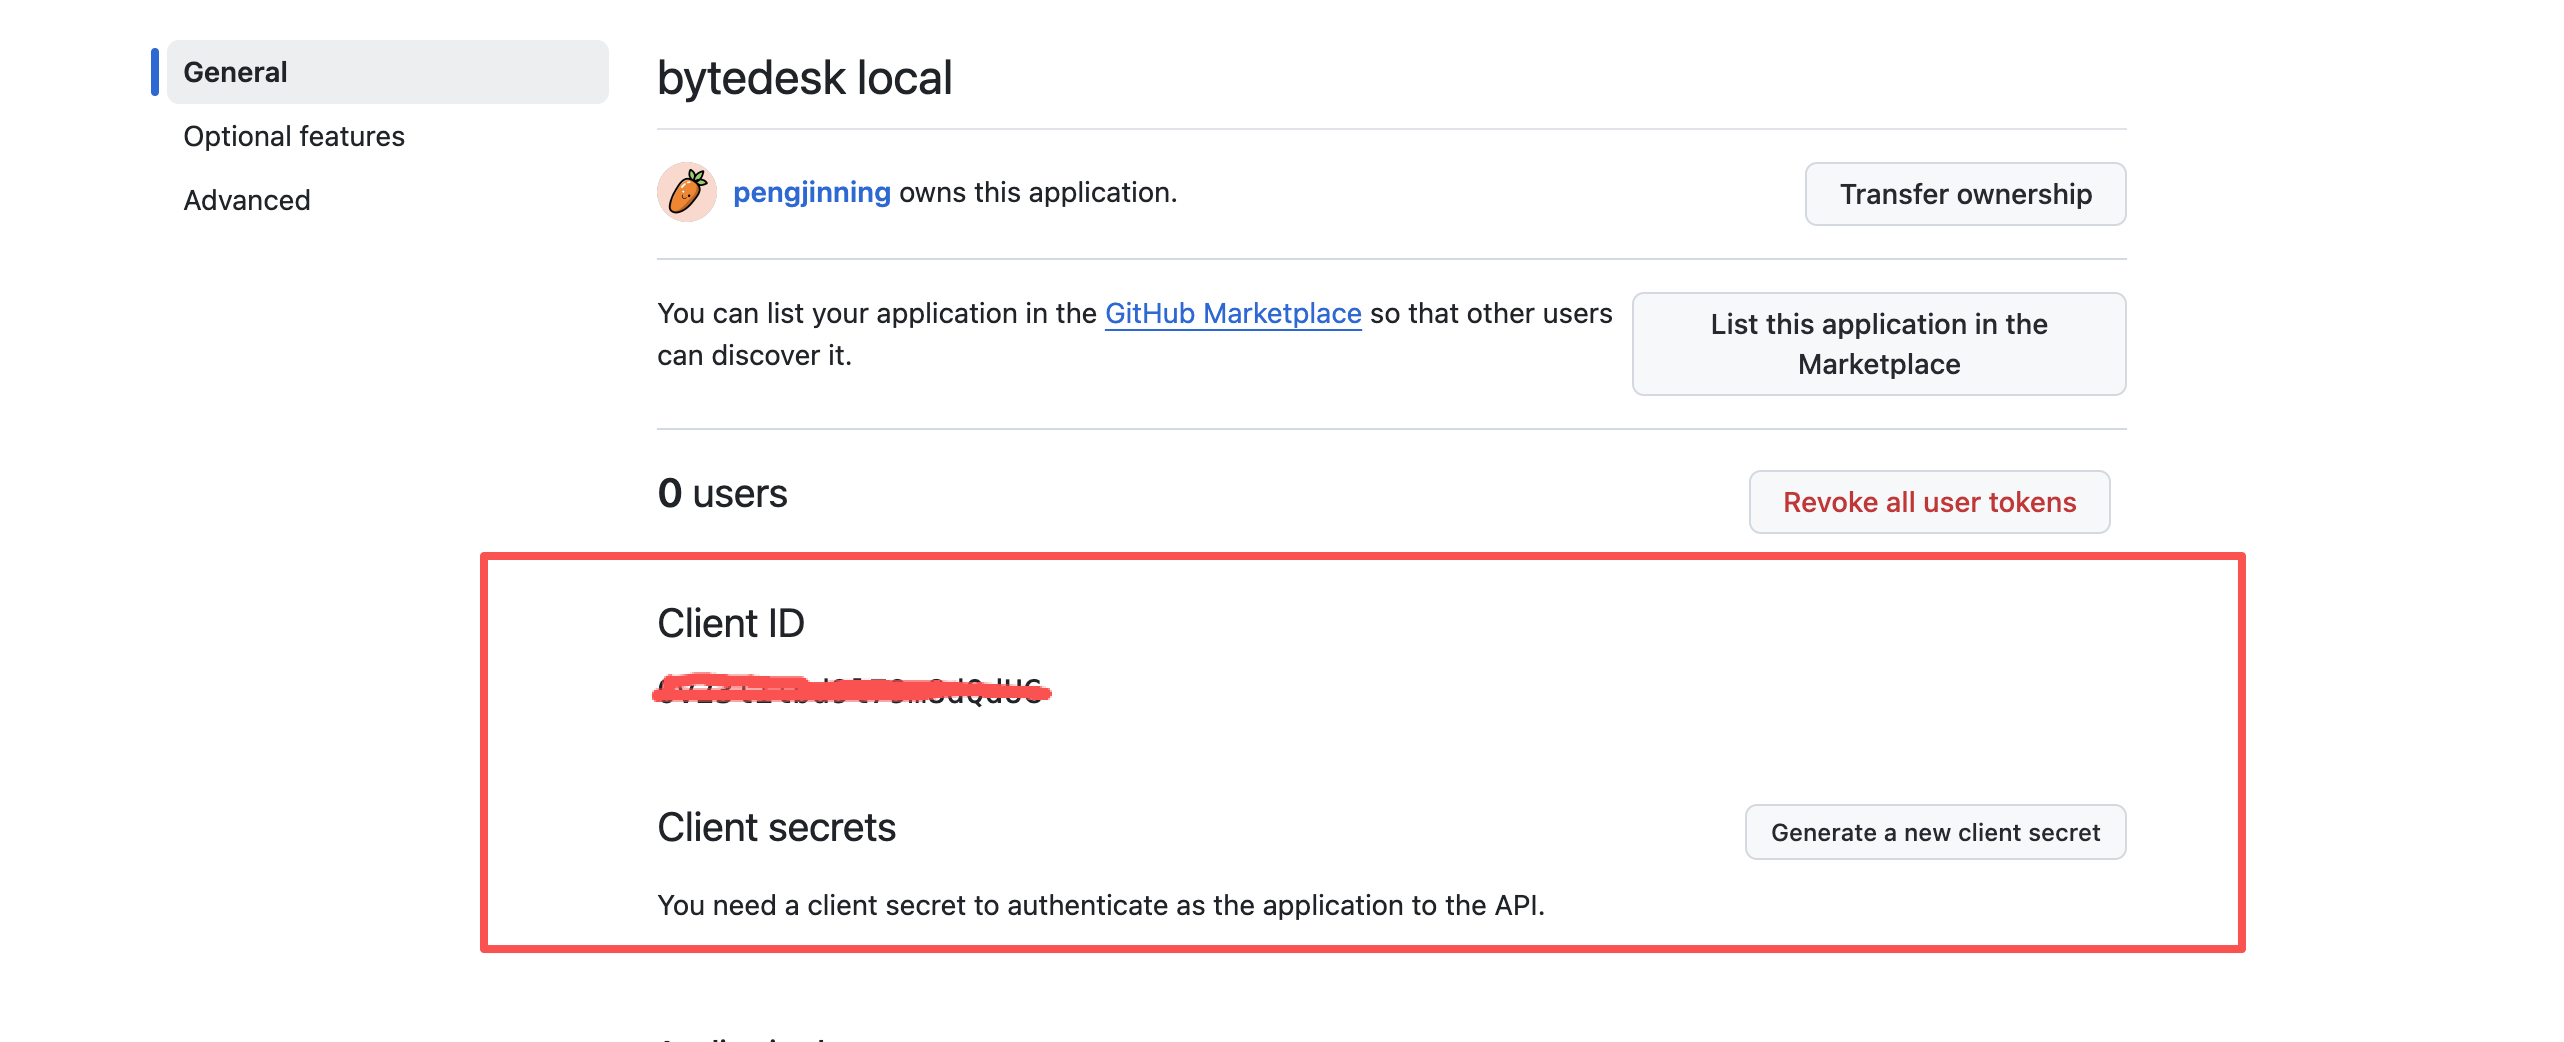 General
Optional features
Advanced
bytedesk local
pengjinning owns this application.
Transfer ownership
You can list your application in the GitHub Marketplace so that other users
can discover it.
List this application in the
Marketplace
0 users
Revoke all user tokens
Client ID
Client secrets
Generate a new client secret
You need a client secret to authenticate as the application to the API.